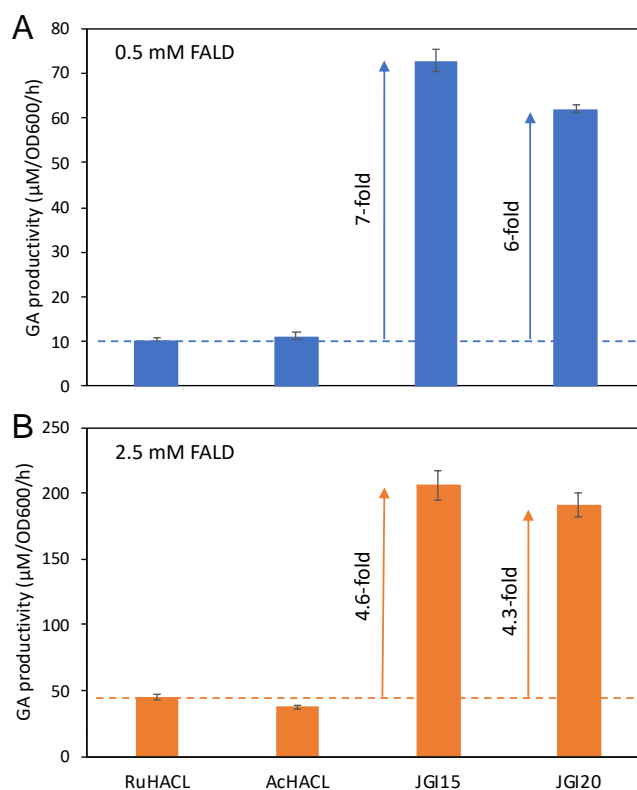 A
0.5 mM FALD
GA productivity (µM/OD600/h)
80
70
60
50
40
30
20
10
0
7-fold
6-fold
B
2.5 mM FALD
GA productivity (µM/OD600/h)
250
200
150
100
50
0
4.6-fold
4.3-fold
RuHACL AcHACL JGI15 JGI20